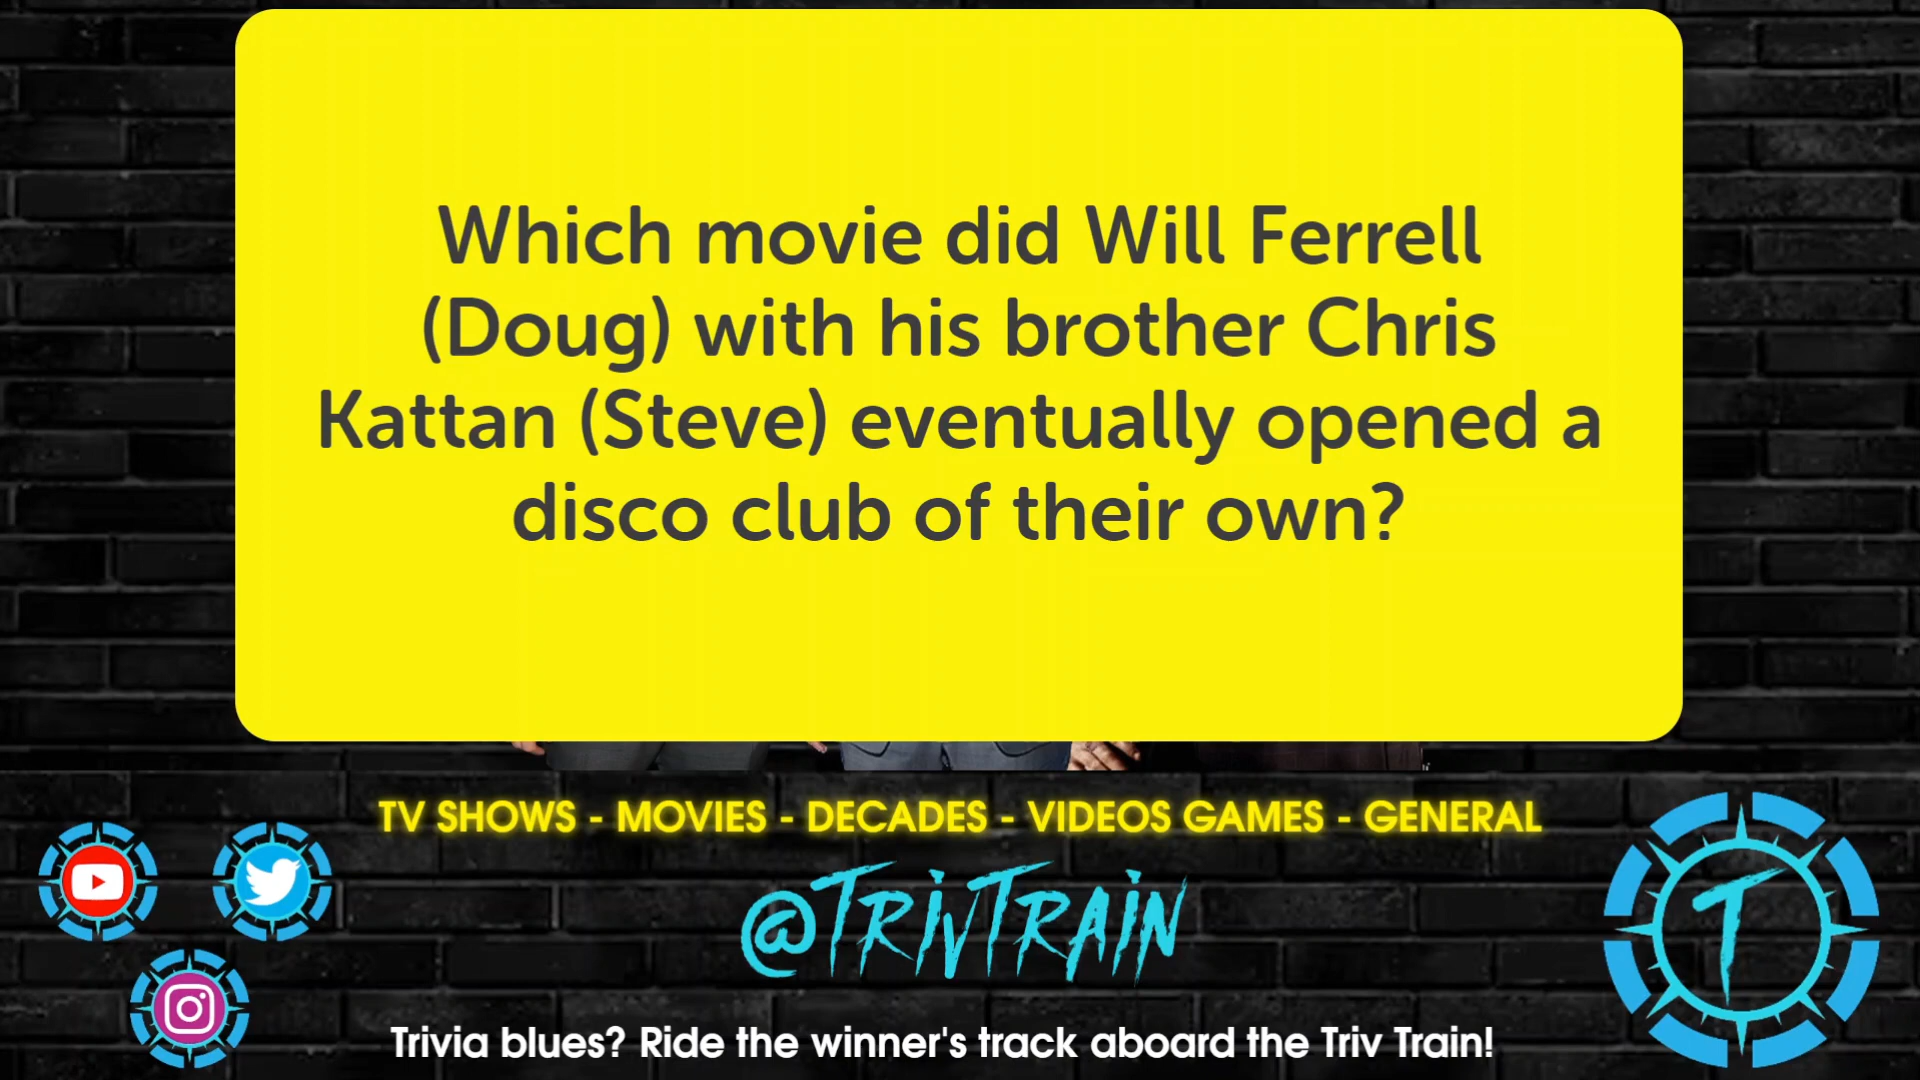 Which movie did Will Ferrell
(Doug) with his brother Chris
Kattan (Steve) eventually opened a
disco club of their own?
TV SHOWS - MOVIES - DECADES - VIDEOS GAMES - GENERAL
@TRIVTRAIN
T
Trivia blues? Ride the winner's track aboard the Triv Train!